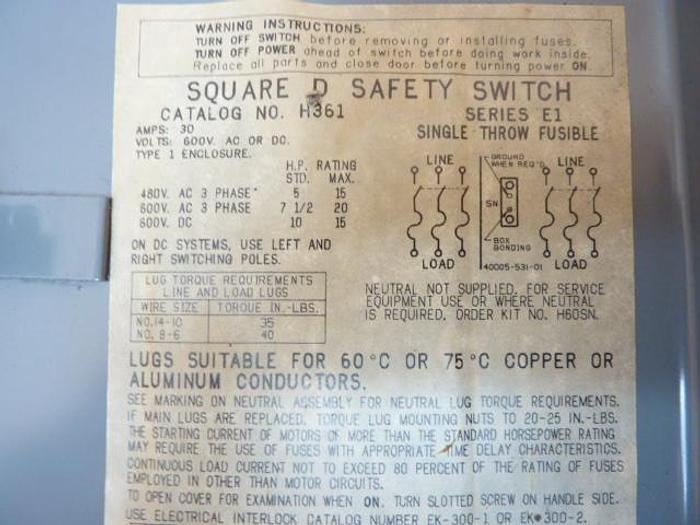 WARNING INSTRUCTIONS:
TURN OFF SWITCH before removing or installing fuses.
TURN OFF POWER ahead of switch before doing work inside.
Replace all parts and close door before turning power ON.
SQUARE D SAFETY SWITCH
CATALOG NO. H361 SERIES E1
AMPS: 30 SINGLE THROW FUSIBLE
VOLTS: 600V. AC OR DC.
TYPE 1 ENCLOSURE.
H.P. RATING
STD. MAX.
480V. AC 3 PHASE* 5 15
600V. AC 3 PHASE 7 1/2 20
600V. DC 10 15
ON DC SYSTEMS, USE LEFT AND
RIGHT SWITCHING POLES.
LINE
LOAD
GROUND
WHEN REQ'D
SN
BOX
BONDING
40005-531-01
LINE
LOAD
LUG TORQUE REQUIREMENTS
LINE AND LOAD LUGS
WIRE SIZE TORQUE IN.-LBS.
NO.14-10 35
NO. 8-6 40
NEUTRAL NOT SUPPLIED. FOR SERVICE
EQUIPMENT USE OR WHERE NEUTRAL
IS REQUIRED, ORDER KIT NO. H60SN.
LUGS SUITABLE FOR 60°C OR 75°C COPPER OR
ALUMINUM CONDUCTORS.
SEE MARKING ON NEUTRAL ASSEMBLY FOR NEUTRAL LUG TORQUE REQUIREMENTS.
IF MAIN LUGS ARE REPLACED, TORQUE LUG MOUNTING NUTS TO 20-25 IN.-LBS.
THE STARTING CURRENT OF MOTORS OF MORE THAN THE STANDARD HORSEPOWER RATING
MAY REQUIRE THE USE OF FUSES WITH APPROPRIATE TIME DELAY CHARACTERISTICS.
CONTINUOUS LOAD CURRENT NOT TO EXCEED 80 PERCENT OF THE RATING OF FUSES
EMPLOYED IN OTHER THAN MOTOR CIRCUITS.
TO OPEN COVER FOR EXAMINATION WHEN ON, TURN SLOTTED SCREW ON HANDLE SIDE.
USE ELECTRICAL INTERLOCK CATALOG NUMBER EK-300-1 OR EK-300-2.